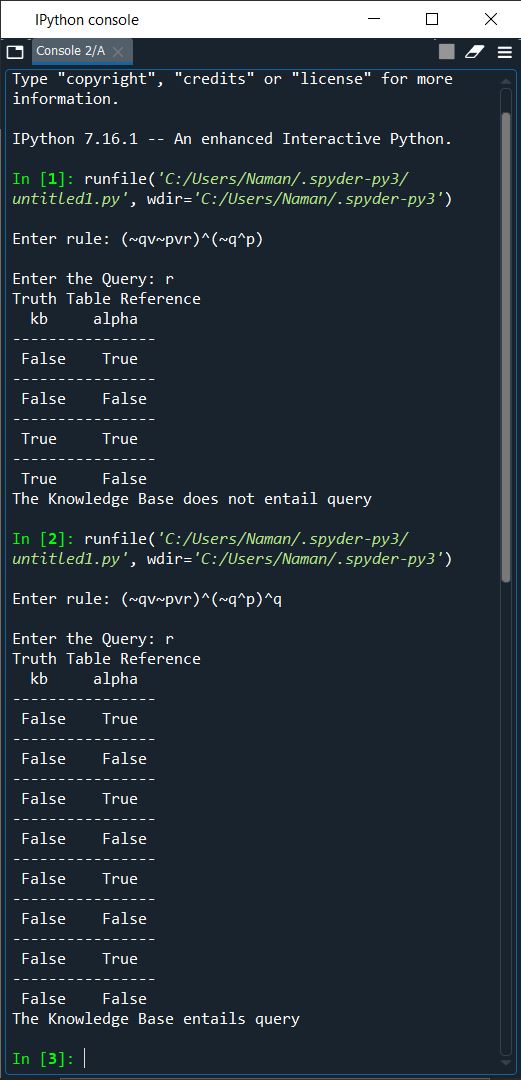 IPython console
Console 2/A
Type "copyright", "credits" or "license" for more
information.
IPython 7.16.1 -- An enhanced Interactive Python.
In [1]: runfile('C:/Users/Naman/.spyder-py3/
untitled1.py', wdir='C:/Users/Naman/.spyder-py3')
Enter rule: (~qv~pvr)^(~q^p)
Enter the Query: r
Truth Table Reference
kb alpha
----------------
False True
----------------
False False
----------------
True True
----------------
True False
The Knowledge Base does not entail query
In [2]: runfile('C:/Users/Naman/.spyder-py3/
untitled1.py', wdir='C:/Users/Naman/.spyder-py3')
Enter rule: (~qv~pvr)^(~q^p)^q
Enter the Query: r
Truth Table Reference
kb alpha
----------------
False True
----------------
False False
----------------
False True
----------------
False False
----------------
False True
----------------
False False
----------------
False True
----------------
False False
The Knowledge Base entails query
In [3]: